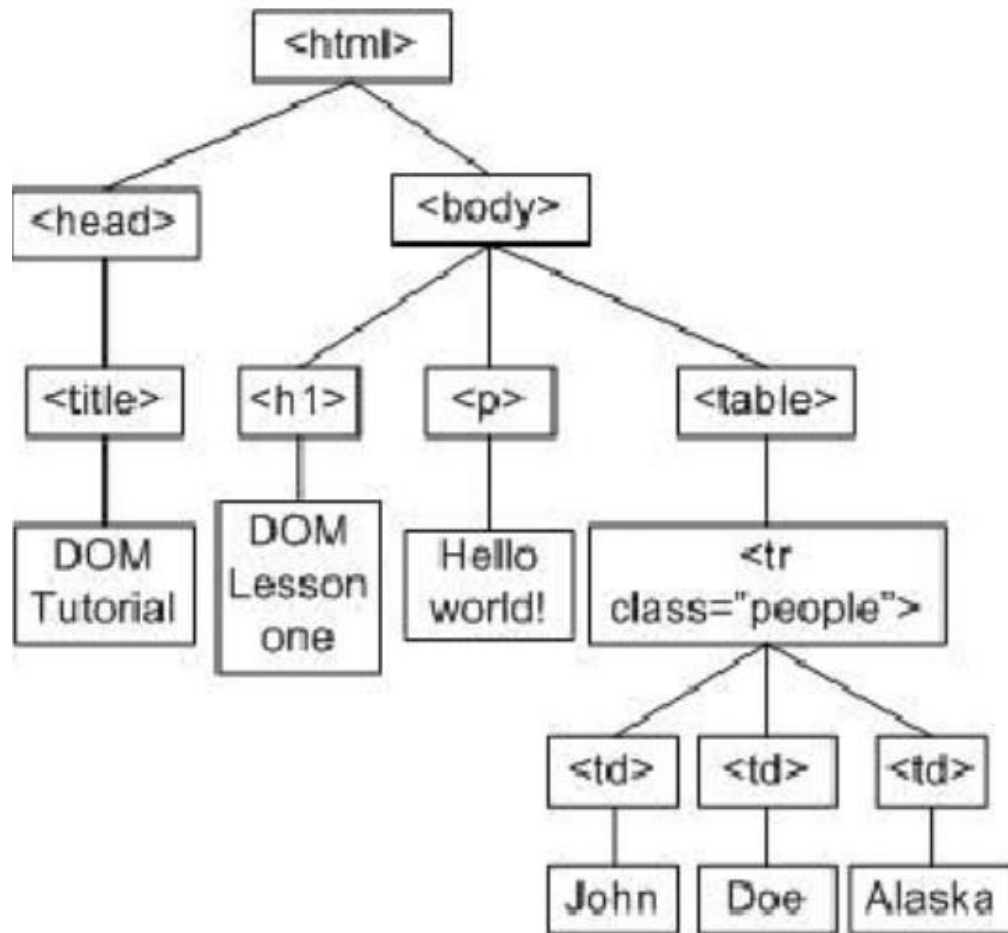 <html>
<head>
<body>
<title>
<h1>
<p>
<table>
DOM
Tutorial
DOM
Lesson
one
Hello
world!
<tr
class="people">
<td>
<td>
<td>
John
Doe
Alaska